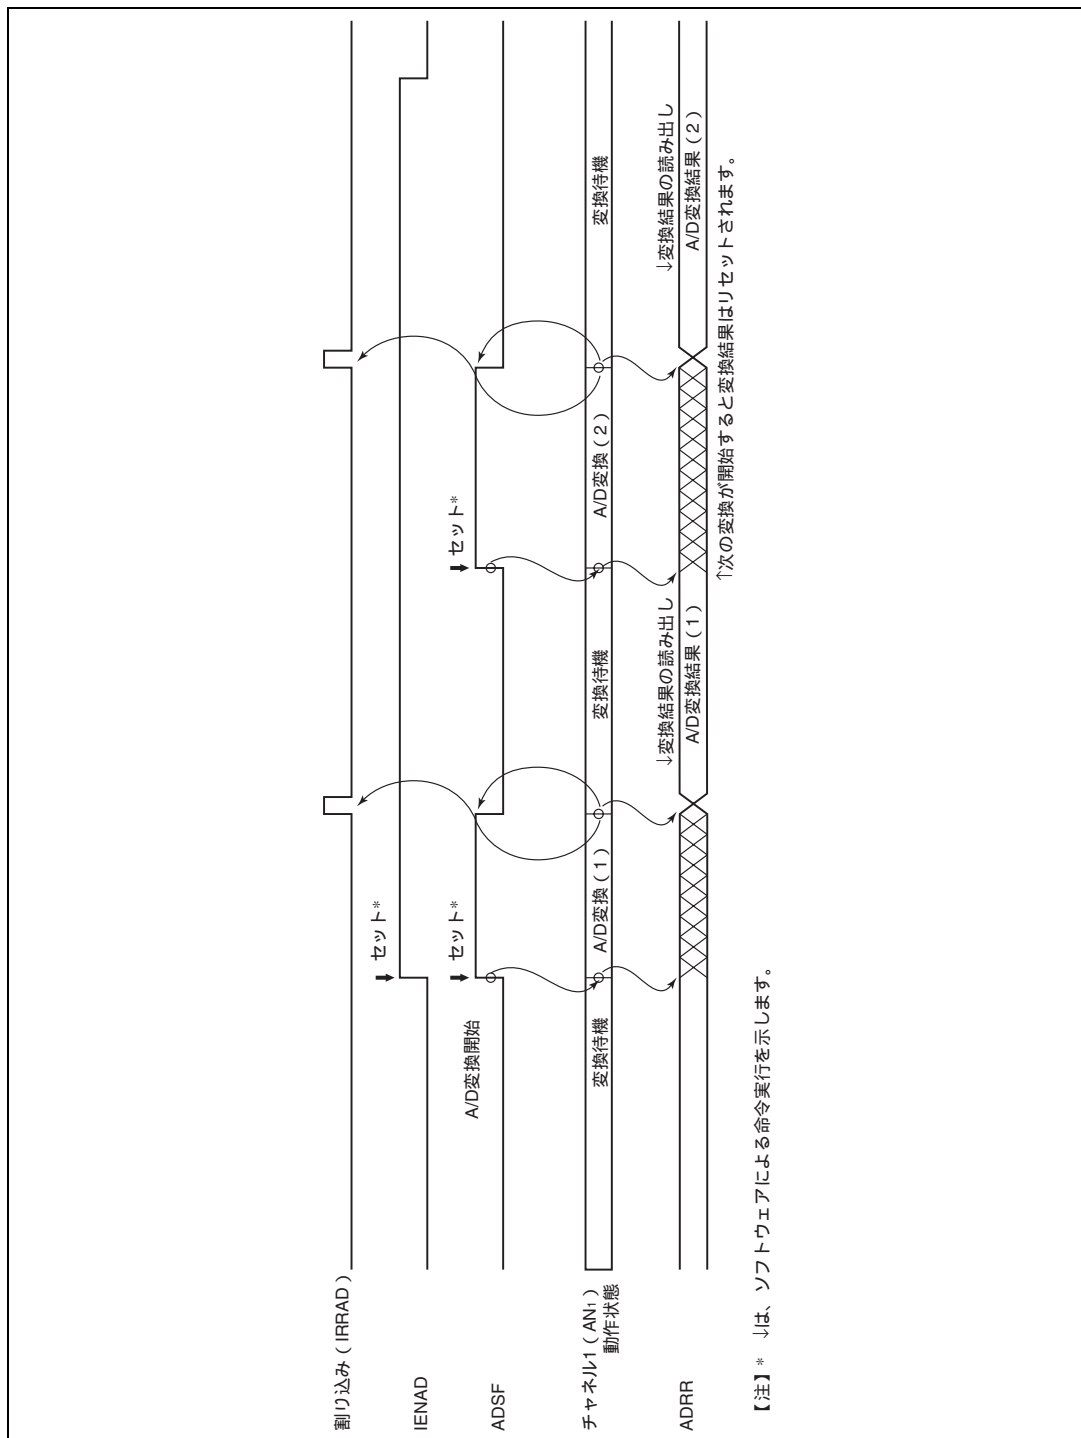 割り込み（IRRAD）
IENAD
セット*
ADSF
A/D変換開始
セット*
セット*
チャネル1（AN1）
動作状態
変換待機
A/D変換（1）
変換待機
A/D変換（2）
変換待機
ADRR
↓変換結果の読み出し
A/D変換結果（1）
↓変換結果の読み出し
A/D変換結果（2）
↑次の変換が開始すると変換結果はリセットされます。
【注】* ↓は、ソフトウェアによる命令実行を示します。